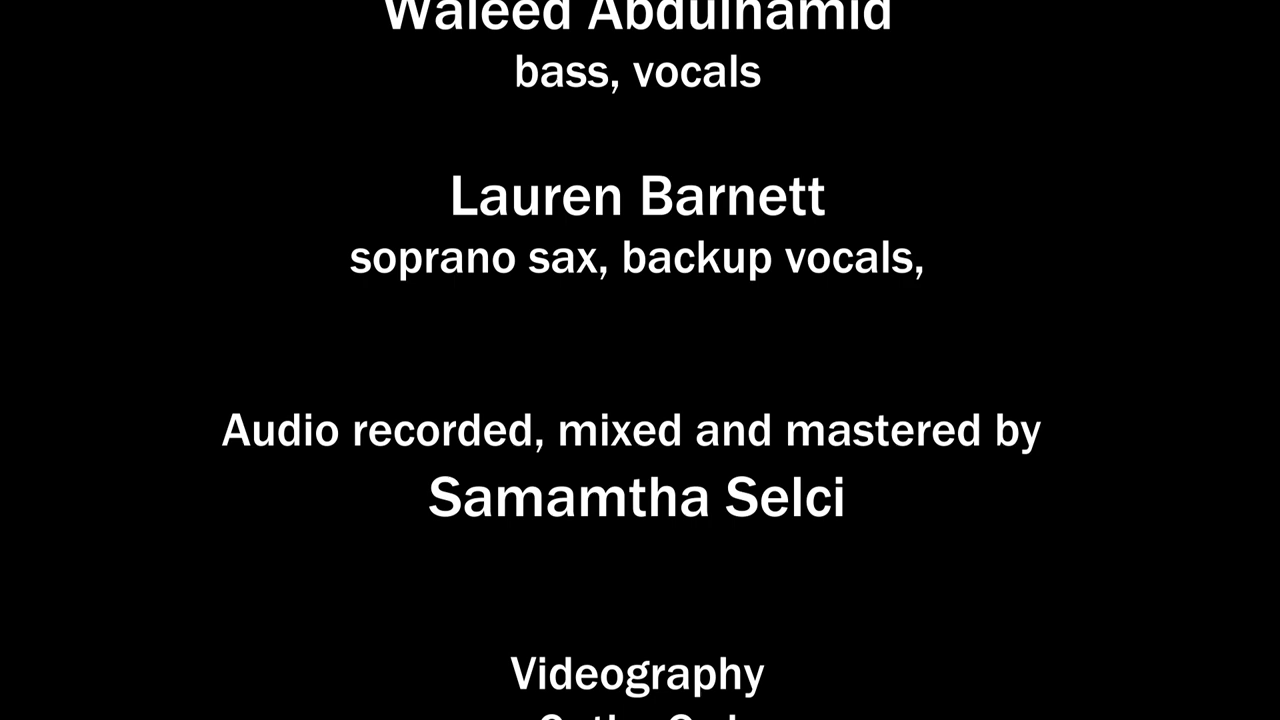 Waleed Abdulhamid
bass, vocals
Lauren Barnett
soprano sax, backup vocals,
Audio recorded, mixed and mastered by
Samamtha Selci
Videography